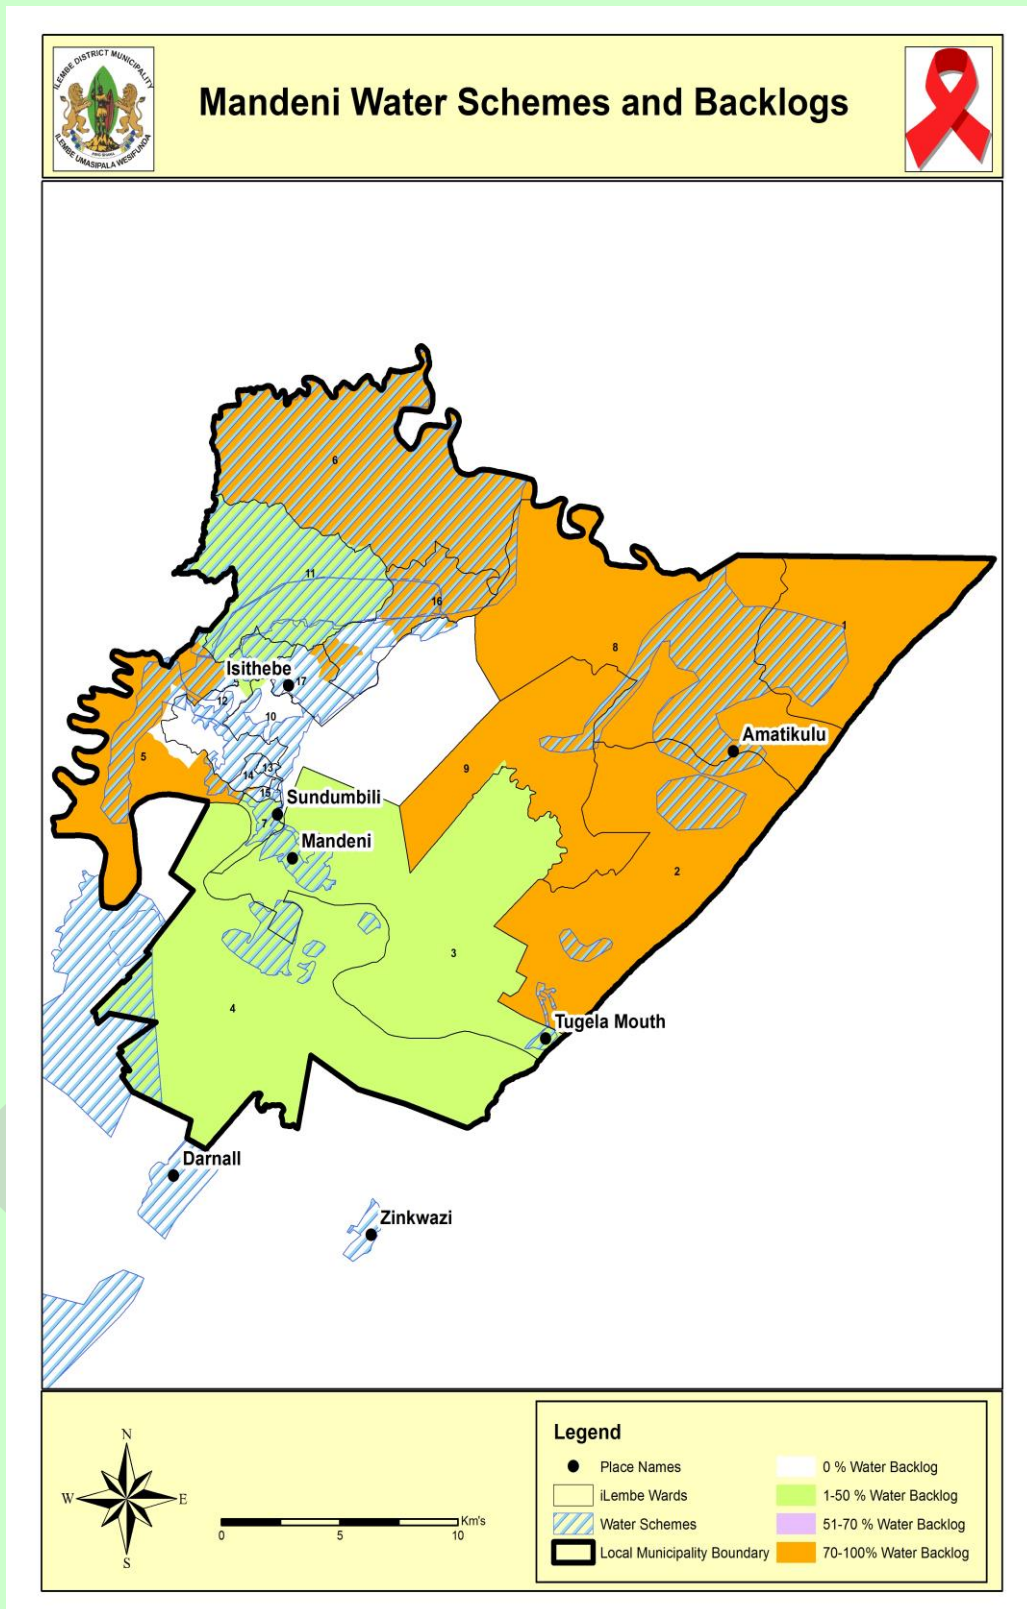 ILEMBE DISTRICT MUNICIPALITY
ILEMBE UMASIPALA WESIFUNDA
Mandeni Water Schemes and Backlogs
6
11
16
8
1
Isithebe
17
12
10
Amatikulu
5
13
9
14
15
Sundumbili
7
Mandeni
2
3
4
Tugela Mouth
Darnall
Zinkwazi
N
W
E
S
Km's
0
5
10
Legend
Place Names
iLembe Wards
Water Schemes
Local Municipality Boundary
0 % Water Backlog
1-50 % Water Backlog
51-70 % Water Backlog
70-100% Water Backlog